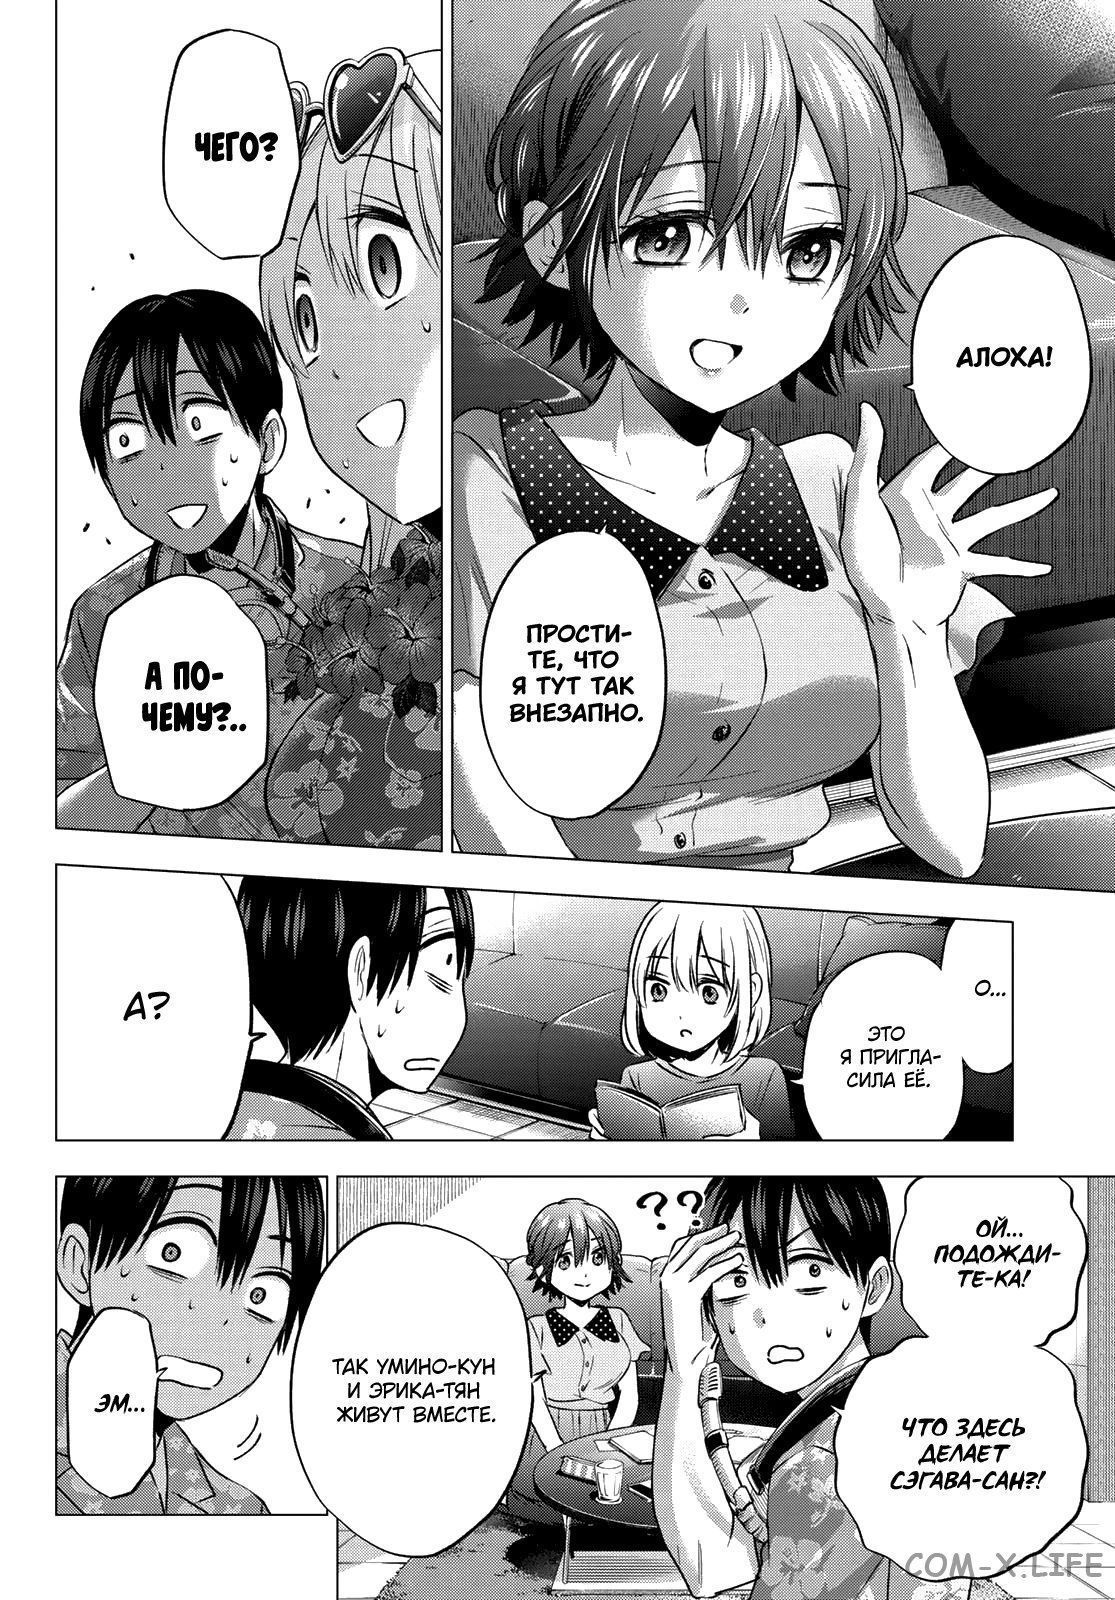 АЛОХА!
ПРОСТИ-
ТЕ, ЧТО
Я ТУТ ТАК
ВНЕЗАПНО.
ЧЕГО?
А ПО-
ЧЕМУ?..
О...
ЭТО
Я ПРИГЛА-
СИЛА ЕЁ.
А?
ОЙ...
ПОДОЖДИ-
ТЕ-КА!
ЧТО ЗДЕСЬ
ДЕЛАЕТ
СЭГАВА-САН?!
??
ТАК УМИНО-КУН
И ЭРИКА-ТЯН
ЖИВУТ ВМЕСТЕ.
ЭМ...
COM-X.LIFE